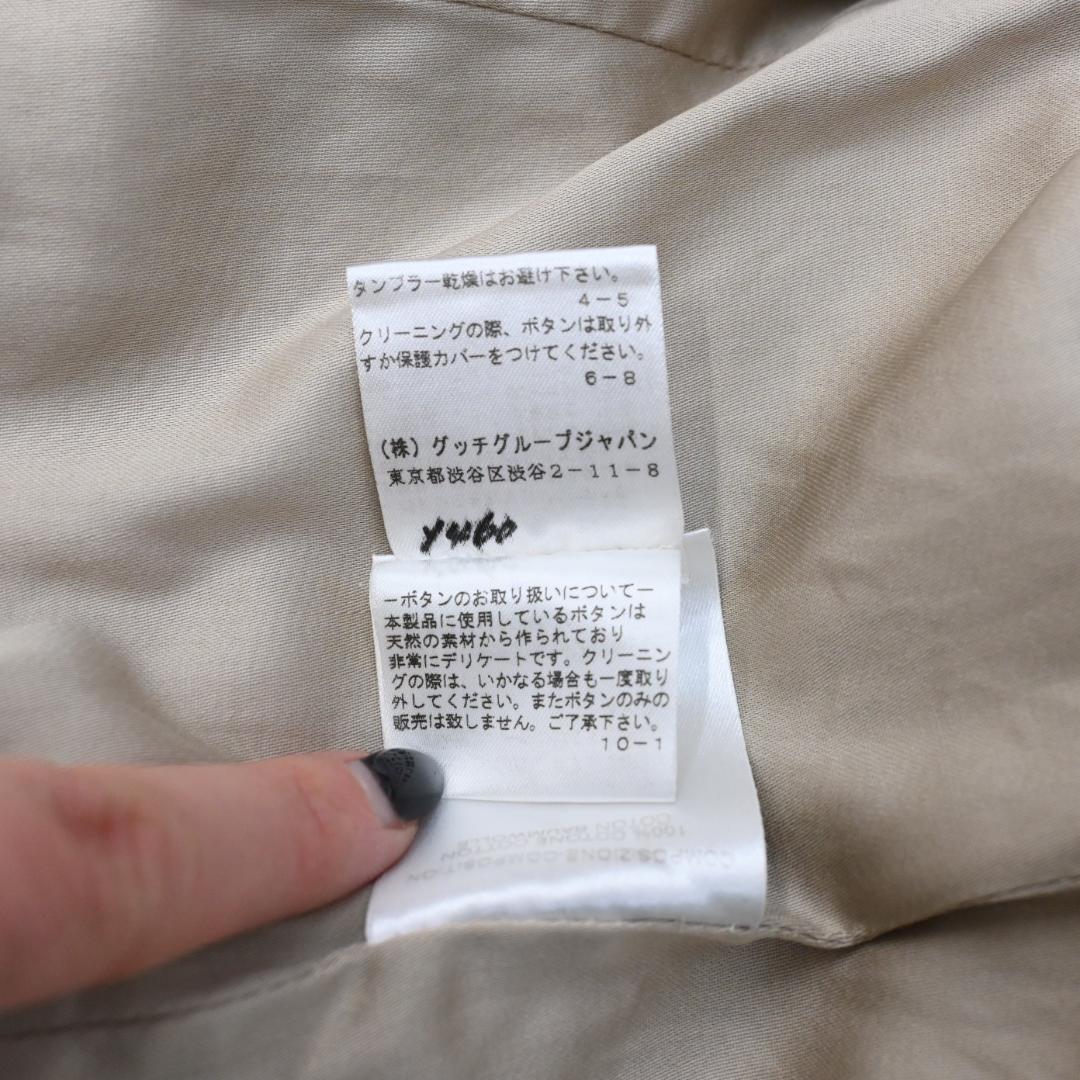 タンブラー乾燥はお避け下さい。
4-5
クリーニングの際、ボタンは取り外
すか保護カバーをつけてください。
6-8
(株)グッチグループジャパン
東京都渋谷区渋谷2-11-8
-ボタンのお取り扱いについて-
本製品に使用しているボタンは
天然の素材から作られており
非常にデリケートです。クリーニン
グの際は、いかなる場合も一度取り
外してください。またボタンのみの
販売は致しません。ご了承下さい。
10-1
COTON BAUMWOLLE
100% COTONE
COMPOSIZIONE COMPOSITION